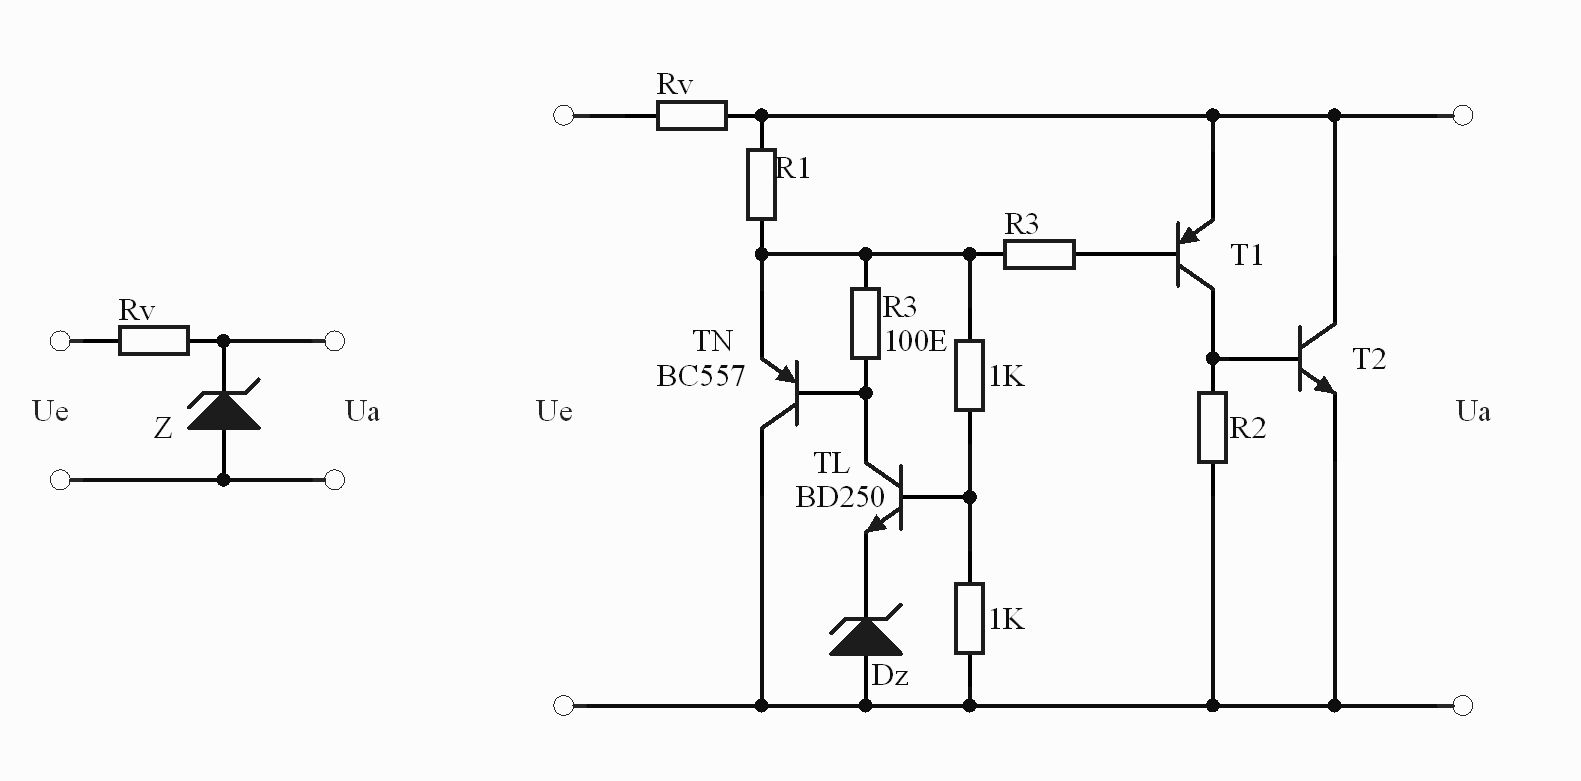 Rv
Ue
Z
Ua
Rv
R1
R3
T1
R3
100E
TN
BC557
1K
T2
Ue
Ua
R2
TL
BD250
1K
Dz